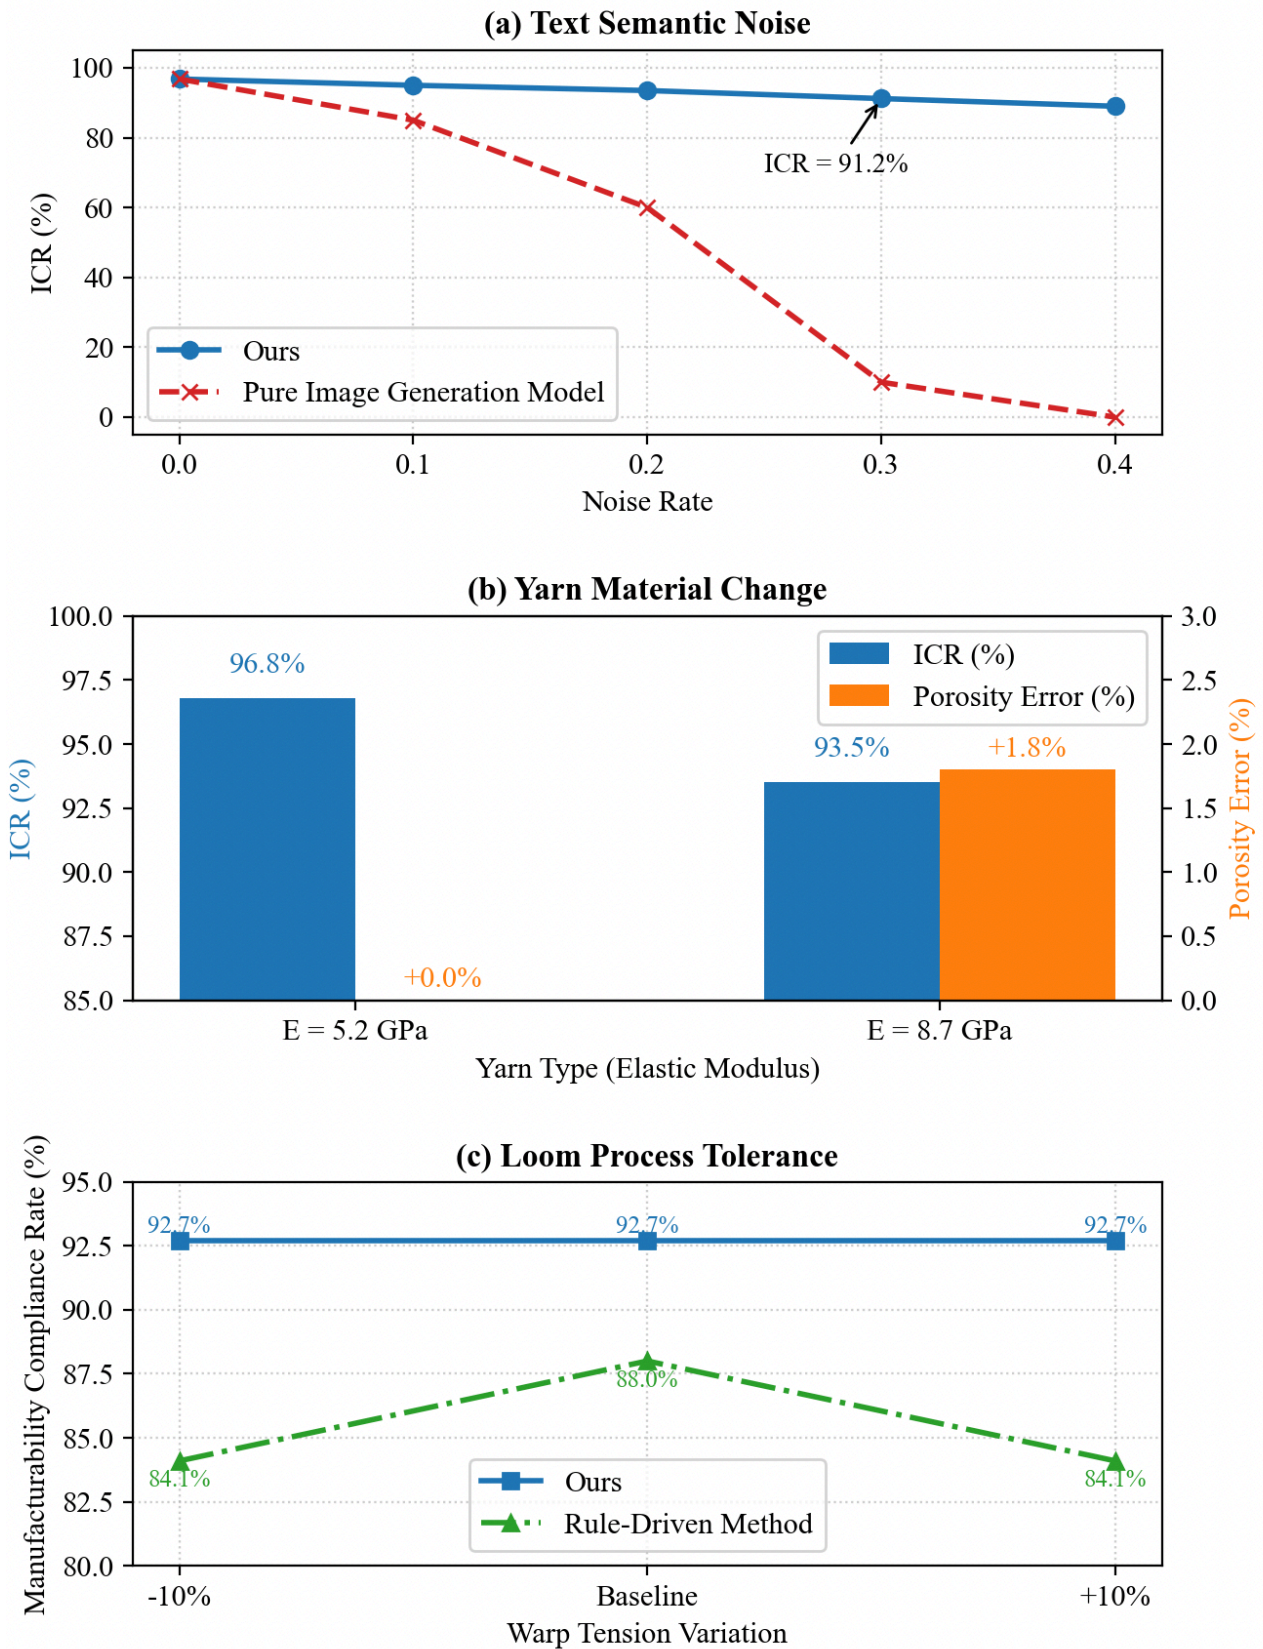 (a) Text Semantic Noise
100
80
60
40
20
0
ICR (%)
ICR = 91.2%
Ours
Pure Image Generation Model
0.0 0.1 0.2 0.3 0.4
Noise Rate
(b) Yarn Material Change
100.0
97.5
95.0
92.5
90.0
87.5
85.0
ICR (%)
96.8%
+0.0%
93.5%
+1.8%
ICR (%)
Porosity Error (%)
3.0
2.5
2.0
1.5
1.0
0.5
0.0
Porosity Error (%)
E = 5.2 GPa E = 8.7 GPa
Yarn Type (Elastic Modulus)
(c) Loom Process Tolerance
95.0
92.5
90.0
87.5
85.0
82.5
80.0
Manufacturability Compliance Rate (%)
92.7% 92.7% 92.7%
88.0%
84.1% 84.1%
Ours
Rule-Driven Method
-10% Baseline +10%
Warp Tension Variation